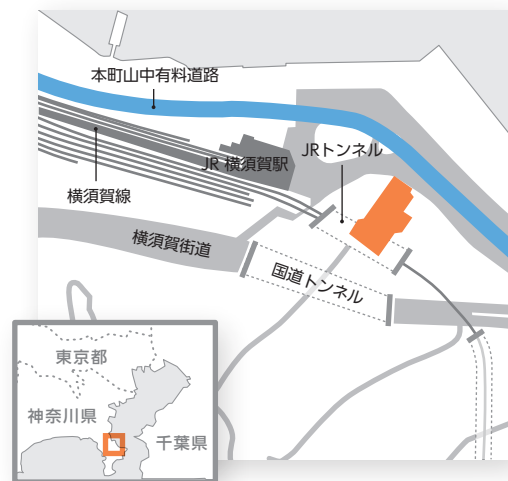 本町山中有料道路
JR 横須賀駅
JRトンネル
横須賀線
横須賀街道
国道トンネル
東京都
神奈川県
千葉県